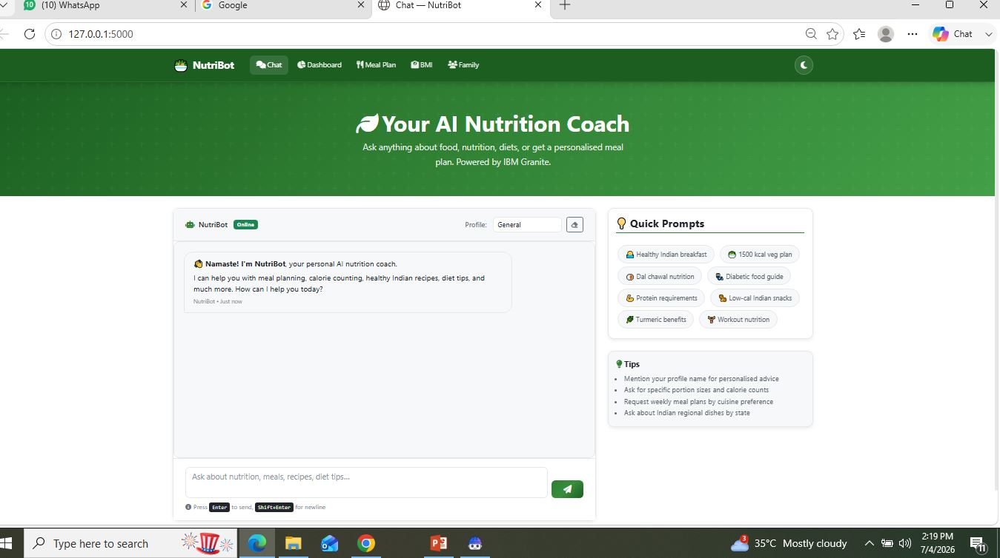 10
(10) WhatsApp
Google
Chat — NutriBot
127.0.0.1:5000
Chat
NutriBot
Chat
Dashboard
Meal Plan
BMI
Family
Your AI Nutrition Coach
Ask anything about food, nutrition, diets, or get a personalised meal
plan. Powered by IBM Granite.
NutriBot Online
Profile: General
Namaste! I'm NutriBot, your personal AI nutrition coach.
I can help you with meal planning, calorie counting, healthy Indian recipes, diet tips, and
much more. How can I help you today?
NutriBot • Just now
Ask about nutrition, meals, recipes, diet tips...
Press Enter to send, Shift+Enter for newline
Quick Prompts
Healthy Indian breakfast
1500 kcal veg plan
Dal chawal nutrition
Diabetic food guide
Protein requirements
Low-cal Indian snacks
Turmeric benefits
Workout nutrition
Tips
• Mention your profile name for personalised advice
• Ask for specific portion sizes and calorie counts
• Request weekly meal plans by cuisine preference
• Ask about Indian regional dishes by state
Type here to search
3
35°C Mostly cloudy
2:19 PM
7/4/2026
11